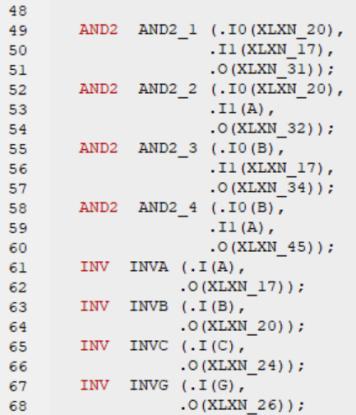 48
49 AND2 AND2_1 (.I0(XLXN_20),
50 .I1(XLXN_17),
51 .O(XLXN_31));
52 AND2 AND2_2 (.I0(XLXN_20),
53 .I1(A),
54 .O(XLXN_32));
55 AND2 AND2_3 (.I0(B),
56 .I1(XLXN_17),
57 .O(XLXN_34));
58 AND2 AND2_4 (.I0(B),
59 .I1(A),
60 .O(XLXN_45));
61 INV INVA (.I(A),
62 .O(XLXN_17));
63 INV INVB (.I(B),
64 .O(XLXN_20));
65 INV INVC (.I(C),
66 .O(XLXN_24));
67 INV INVG (.I(G),
68 .O(XLXN_26));